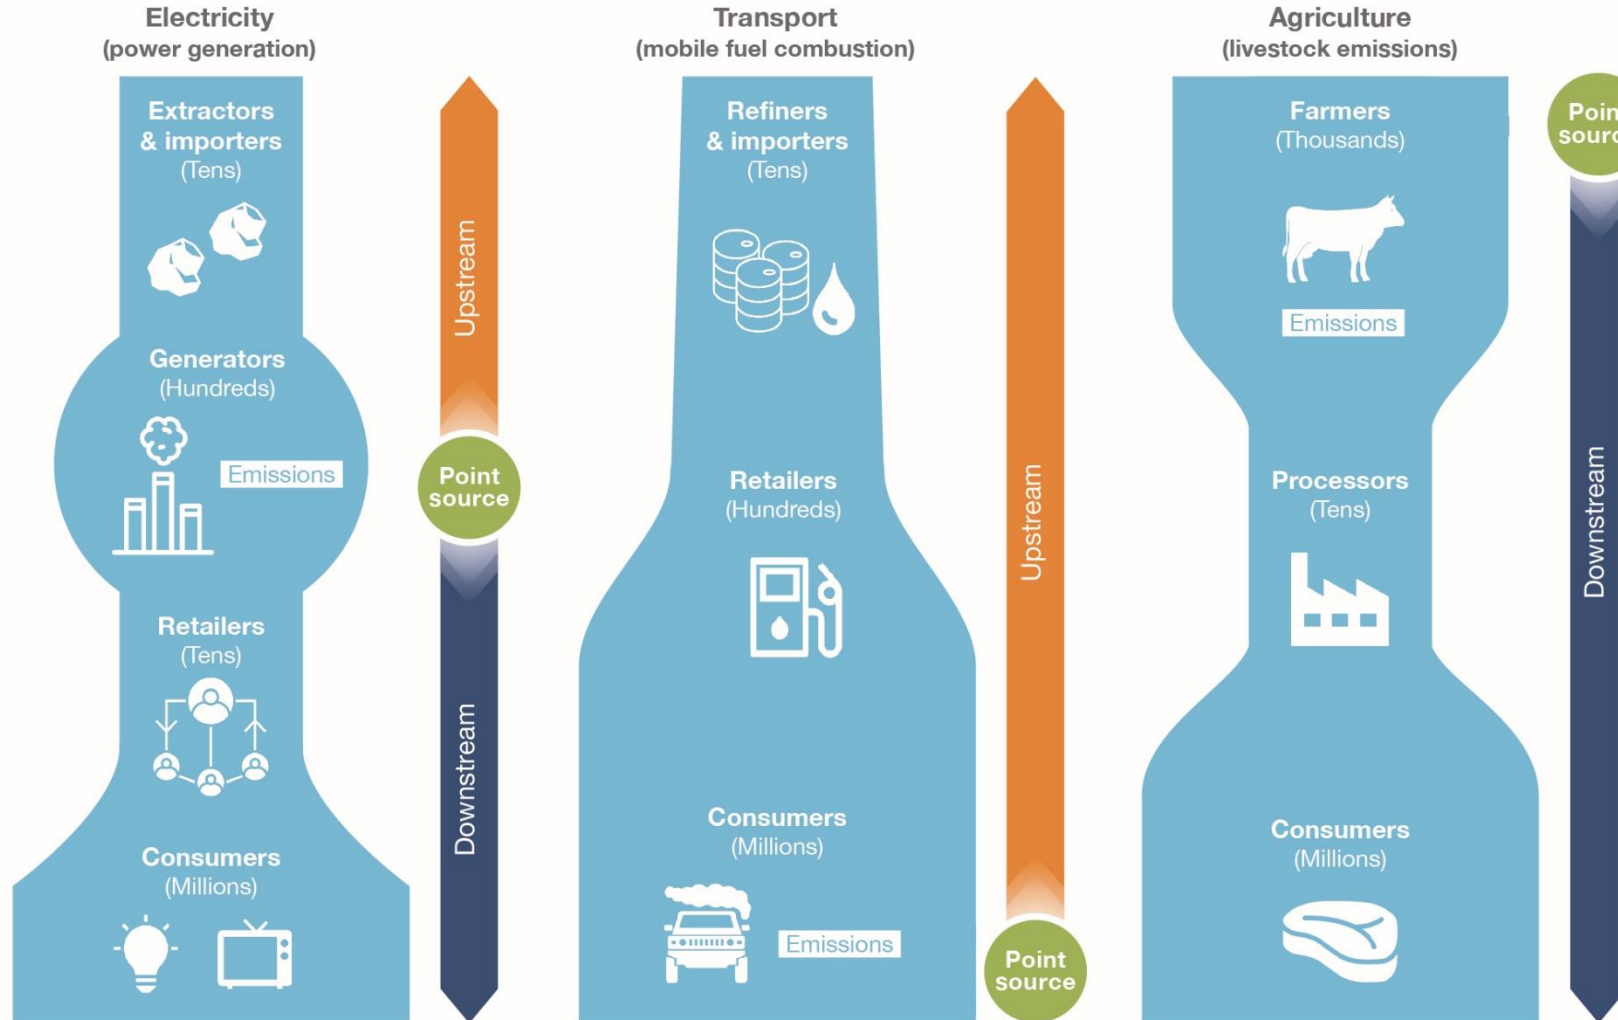 Electricity
(power generation)
Extractors
& importers
(Tens)
Generators
(Hundreds)
Emissions
Retailers
(Tens)
Consumers
(Millions)
Upstream
Point
source
Downstream
Transport
(mobile fuel combustion)
Refiners
& importers
(Tens)
Retailers
(Hundreds)
Consumers
(Millions)
Emissions
Upstream
Point
source
Agriculture
(livestock emissions)
Farmers
(Thousands)
Emissions
Processors
(Tens)
Consumers
(Millions)
Poin
sourc
Downstream